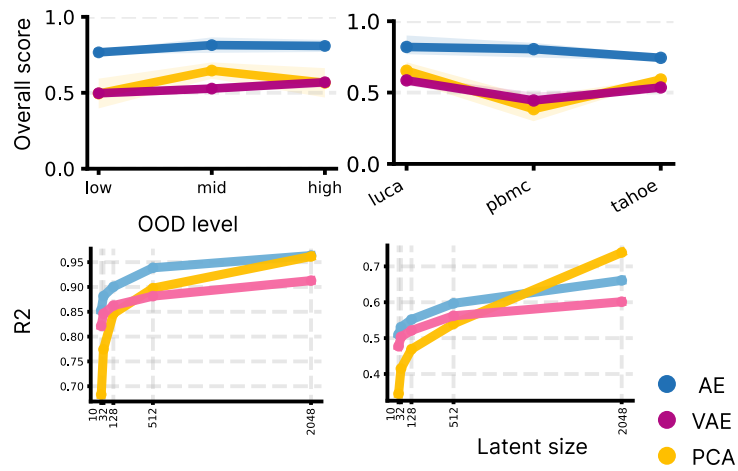 Overall score
1.0
0.5
0.0
low
mid
high
OOD level
1.0
0.5
0.0
luca
pbmc
tahoe
R2
0.95
0.90
0.85
0.80
0.75
0.70
10
32
128
512
2048
0.7
0.6
0.5
0.4
10
32
128
512
2048
Latent size
AE
VAE
PCA